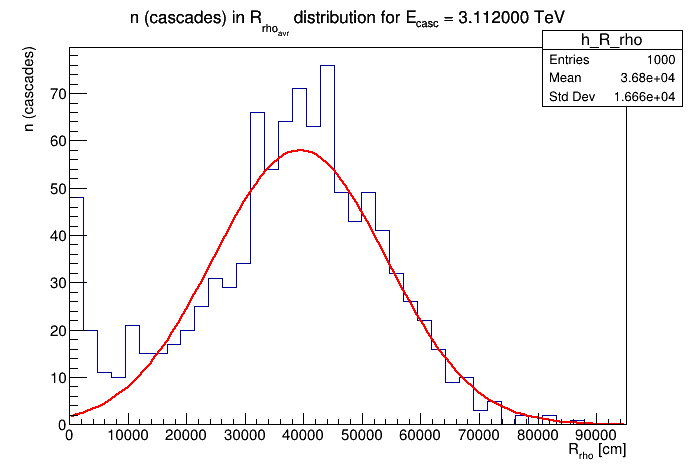 n (cascades) in R_rho_avr distribution for E_casc = 3.112000 TeV
h_R_rho
Entries 1000
Mean 3.68e+04
Std Dev 1.666e+04
n (cascades)
70
60
50
40
30
20
10
0
0 10000 20000 30000 40000 50000 60000 70000 80000 90000
R_rho [cm]